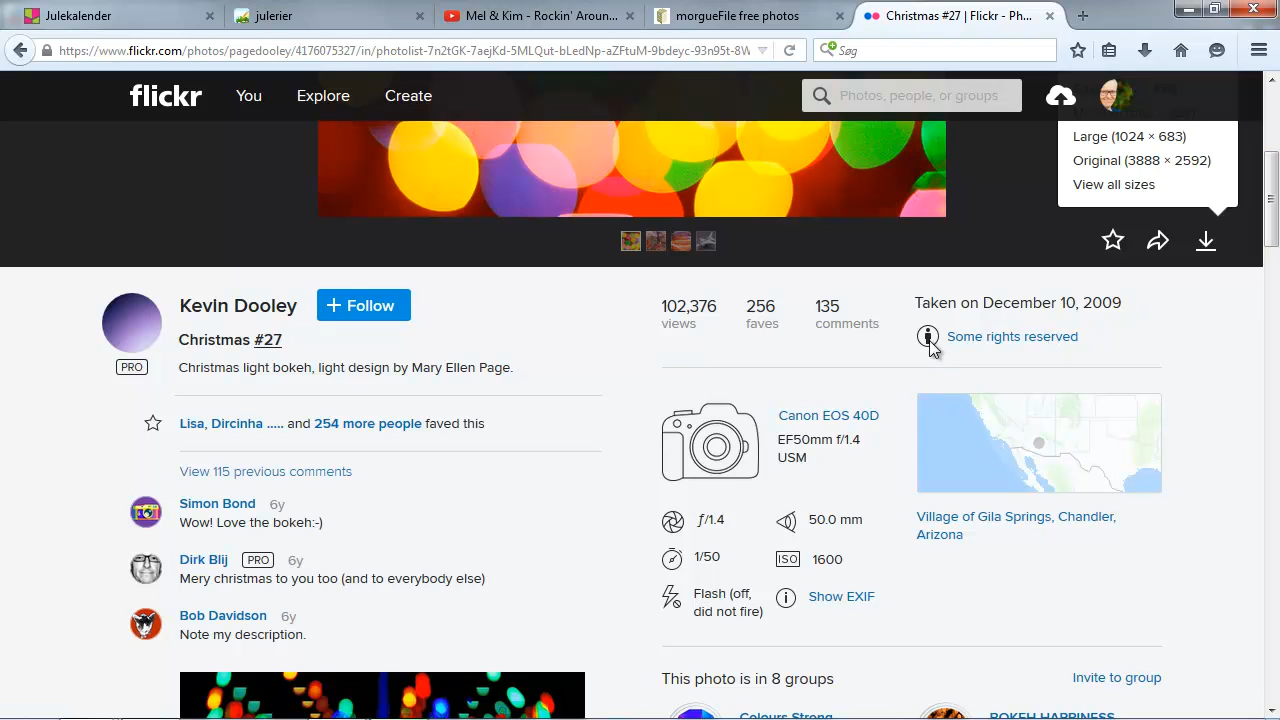 Julekalender
julerier
Mel & Kim - Rockin' Aroun...
morgueFile free photos
Christmas #27 | Flickr - Ph...
https://www.flickr.com/photos/pagedooley/4176075327/in/photolist-7n2tGK-7aejKd-5MLQut-bLedNp-aZFtuM-9bdeyc-93n95t-8W
Søg
flickr
You
Explore
Create
Photos, people, or groups
Large (1024 × 683)
Original (3888 × 2592)
View all sizes
Kevin Dooley
+ Follow
PRO
Christmas #27
Christmas light bokeh, light design by Mary Ellen Page.
Lisa, Dircinha ..... and 254 more people faved this
View 115 previous comments
Simon Bond 6y
Wow! Love the bokeh:-)
Dirk Blij PRO 6y
Mery christmas to you too (and to everybody else)
Bob Davidson 6y
Note my description.
102,376
views
256
faves
135
comments
Taken on December 10, 2009
Some rights reserved
Canon EOS 40D
EF50mm f/1.4
USM
ƒ/1.4
50.0 mm
1/50
ISO 1600
Flash (off,
did not fire)
Show EXIF
Village of Gila Springs, Chandler,
Arizona
This photo is in 8 groups
Invite to group
Colours Strong
BOKEH HAPPINESS